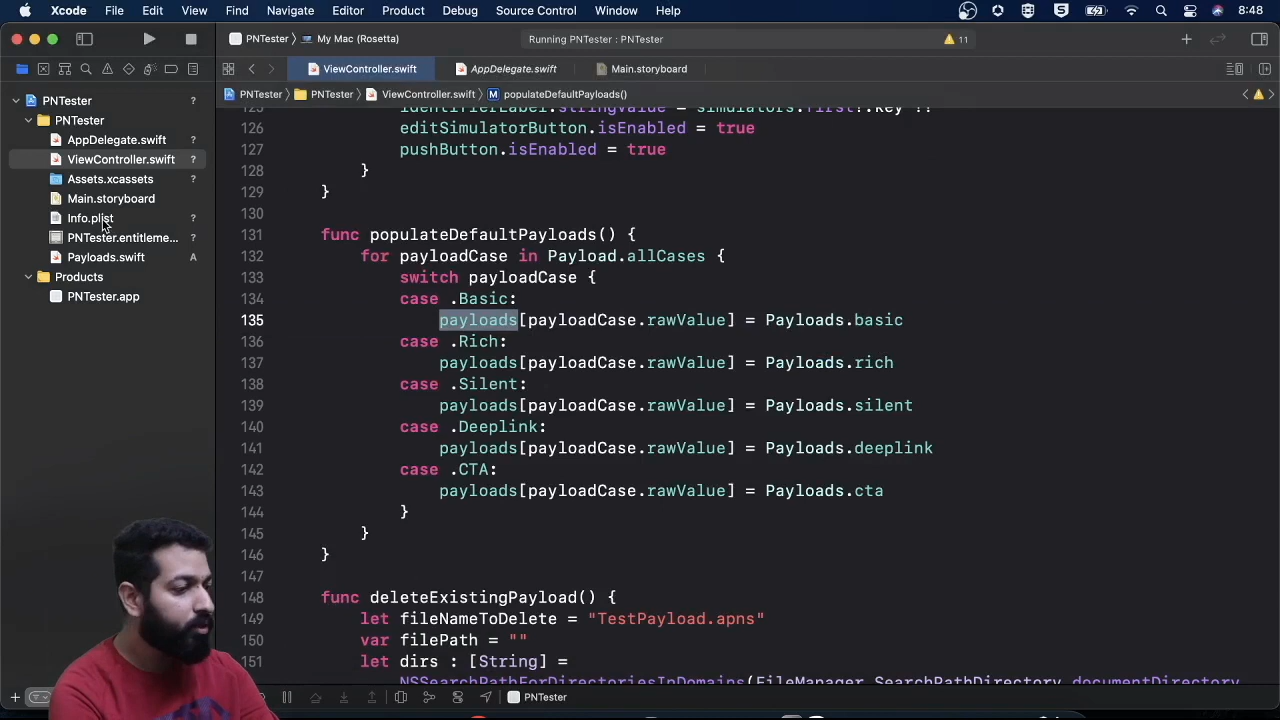 Xcode File Edit View Find Navigate Editor Product Debug Source Control Window Help 8:48
PNTester My Mac (Rosetta) Running PNTester : PNTester 11
ViewController.swift AppDelegate.swift Main.storyboard
PNTester PNTester ViewController.swift M populateDefaultPayloads()
PNTester ?
PNTester
AppDelegate.swift ?
ViewController.swift ?
Assets.xcassets ?
Main.storyboard
Info.plist ?
PNTester.entitleme... ?
Payloads.swift A
Products
PNTester.app
126 editSimulatorButton.isEnabled = true
127 pushButton.isEnabled = true
128 }
129 }
130
131 func populateDefaultPayloads() {
132 for payloadCase in Payload.allCases {
133 switch payloadCase {
134 case .Basic:
135 payloads[payloadCase.rawValue] = Payloads.basic
136 case .Rich:
137 payloads[payloadCase.rawValue] = Payloads.rich
138 case .Silent:
139 payloads[payloadCase.rawValue] = Payloads.silent
140 case .Deeplink:
141 payloads[payloadCase.rawValue] = Payloads.deeplink
142 case .CTA:
143 payloads[payloadCase.rawValue] = Payloads.cta
144 }
145 }
146 }
147
148 func deleteExistingPayload() {
149 let fileNameToDelete = "TestPayload.apns"
150 var filePath = ""
151 let dirs : [String] =
NSSearchPathForDirectoriesInDomains(FileManager.SearchPathDirectory.documentDirectory,
PNTester